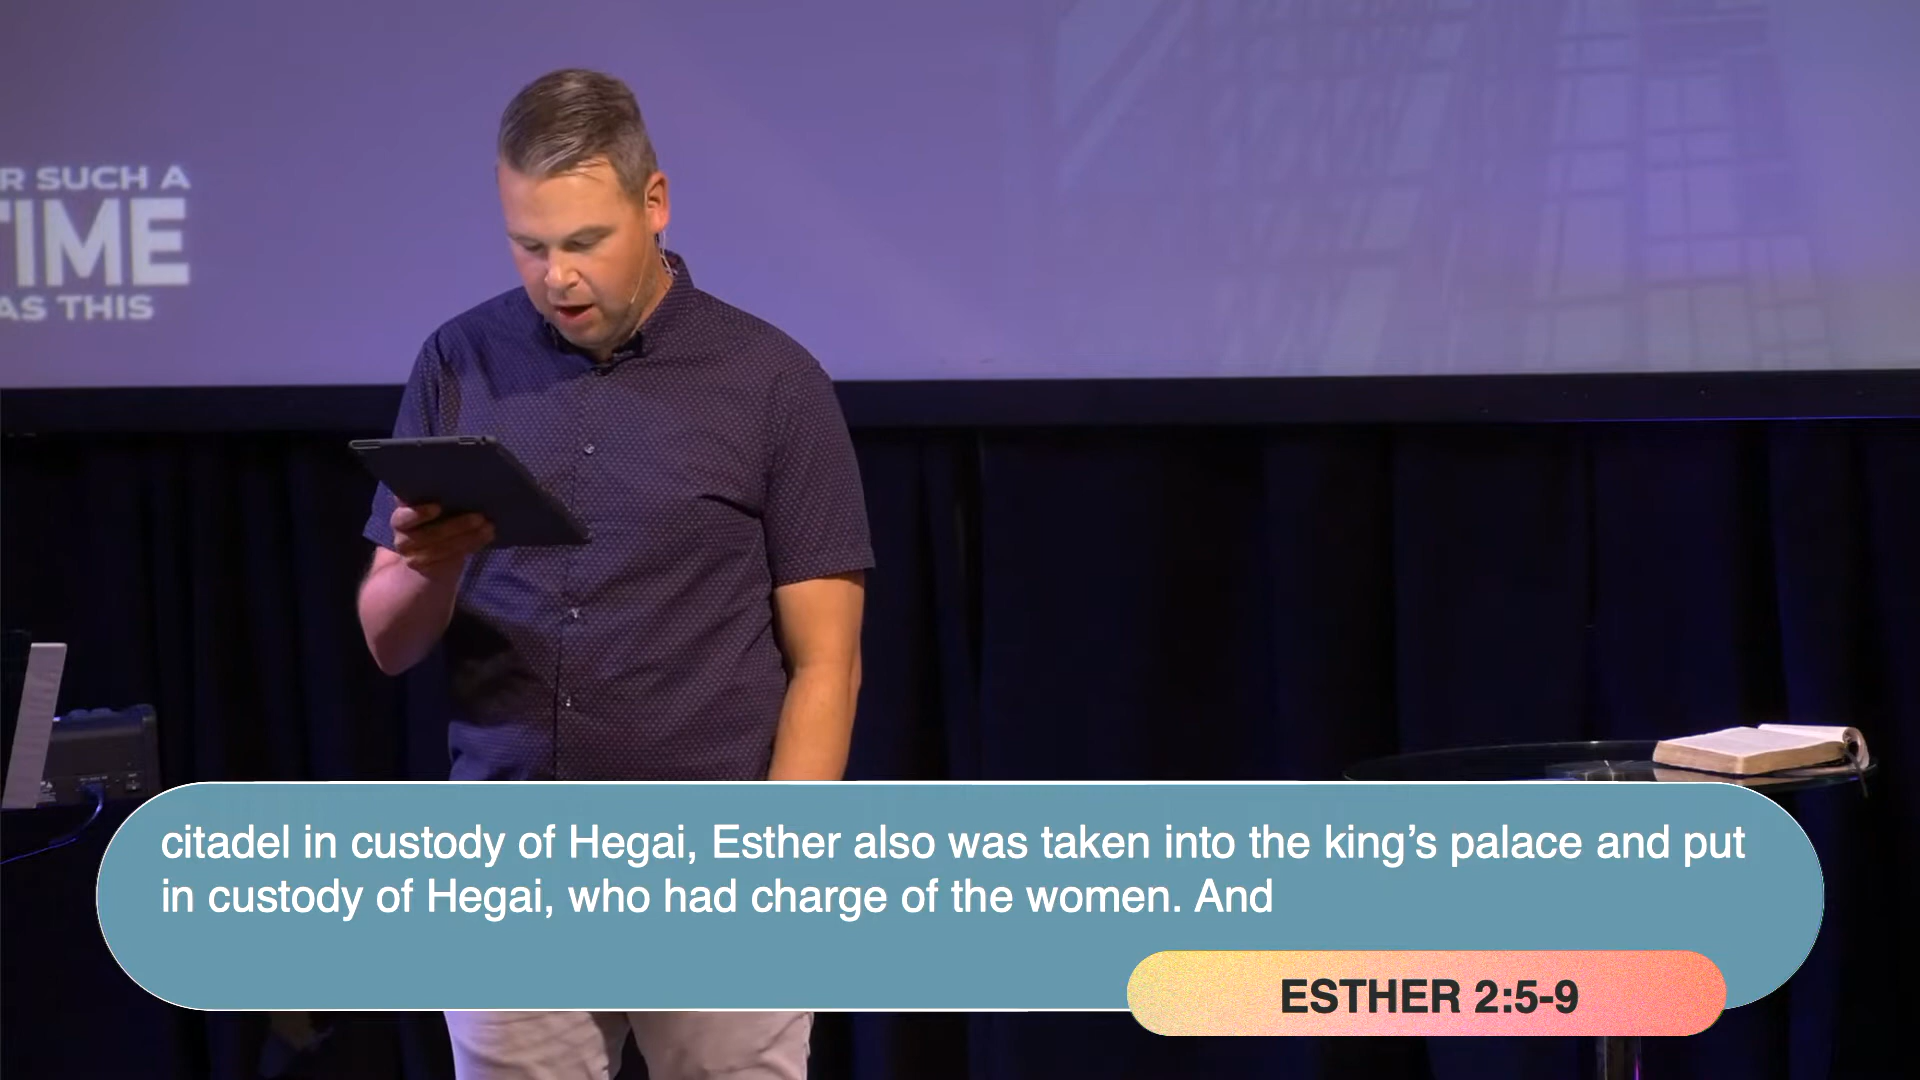 R SUCH A
TIME
AS THIS
citadel in custody of Hegai, Esther also was taken into the king’s palace and put
in custody of Hegai, who had charge of the women. And
ESTHER 2:5-9